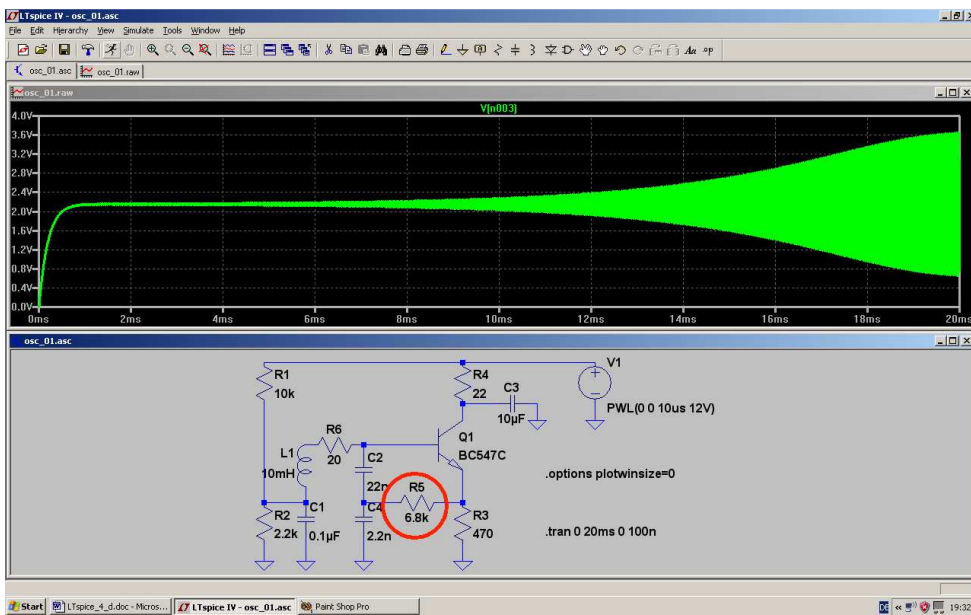 LTspice IV - osc_01.asc
File Edit Hierarchy View Simulate Tools Window Help
osc_01.asc osc_01.raw
osc_01.raw
V(n003)
4.0V
3.6V
3.2V
2.8V
2.4V
2.0V
1.6V
1.2V
0.8V
0.4V
0.0V
0ms 2ms 4ms 6ms 8ms 10ms 12ms 14ms 16ms 18ms 20ms
osc_01.asc
R1
10k
R4
22
C3
10µF
V1
PWL(0 0 10us 12V)
R6
20
L1
10mH
C2
22n
Q1
BC547C
.options plotwinsize=0
R5
6.8k
R2
2.2k
C1
0.1µF
C4
2.2n
R3
470
.tran 0 20ms 0 100n
Start LTspice_4_d.doc - Micros... LTspice IV - osc_01.asc Paint Shop Pro DE 19:32